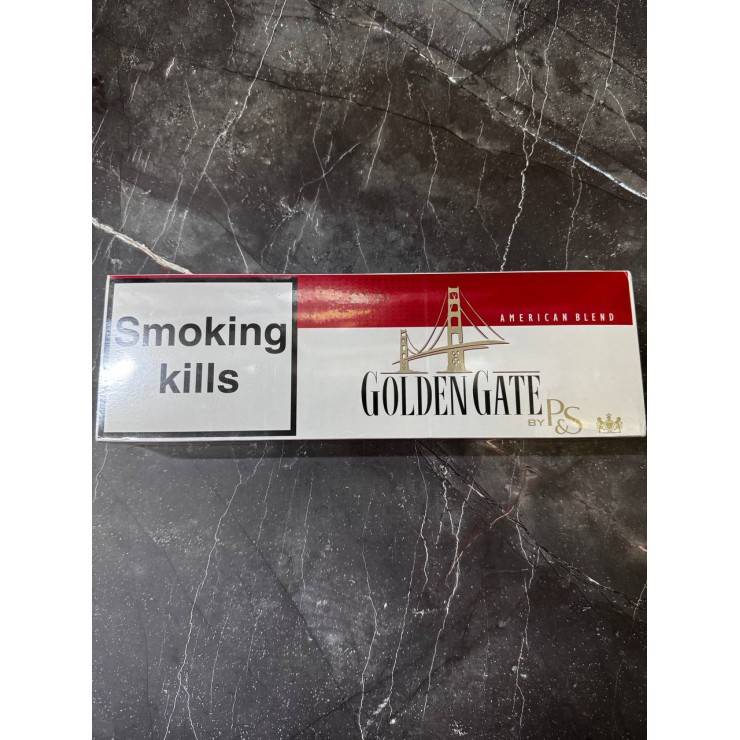 Smoking
kills
AMERICAN BLEND
GOLDEN GATE
BY P&S